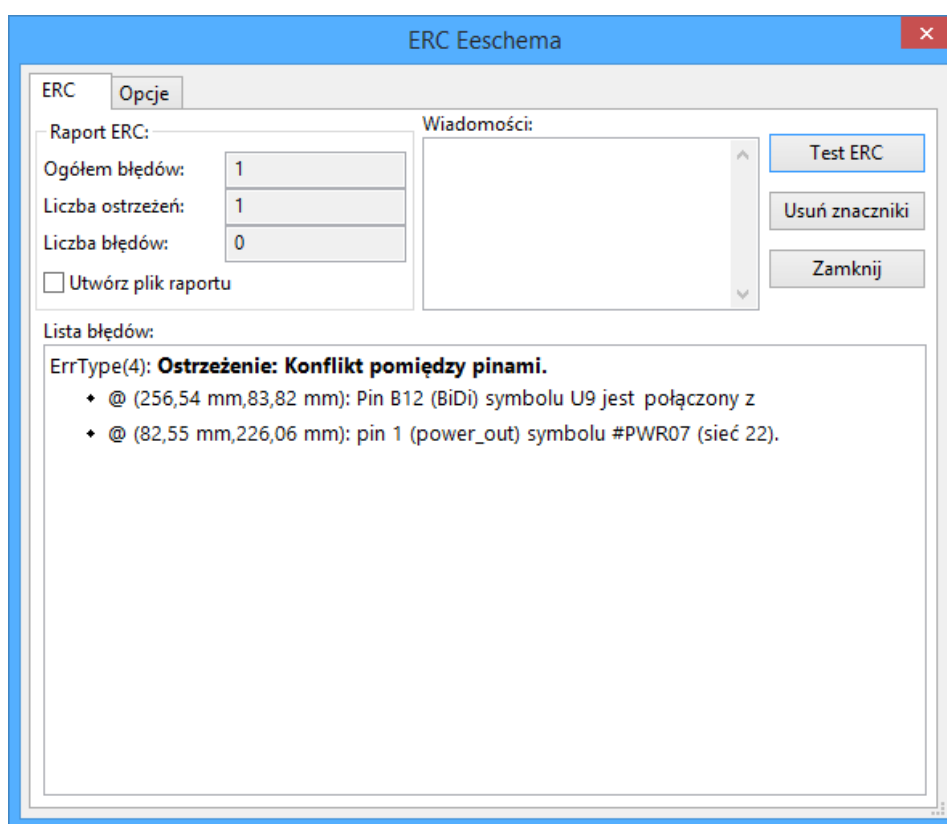 ERC Eeschema
ERC
Opcje
Raport ERC:
Ogółem błędów:
1
Liczba ostrzeżeń:
1
Liczba błędów:
0
Utwórz plik raportu
Wiadomości:
Test ERC
Usuń znaczniki
Zamknij
Lista błędów:
ErrType(4): Ostrzeżenie: Konflikt pomiędzy pinami.
@ (256,54 mm,83,82 mm): Pin B12 (BiDi) symbolu U9 jest połączony z
@ (82,55 mm,226,06 mm): pin 1 (power_out) symbolu #PWR07 (sieć 22).